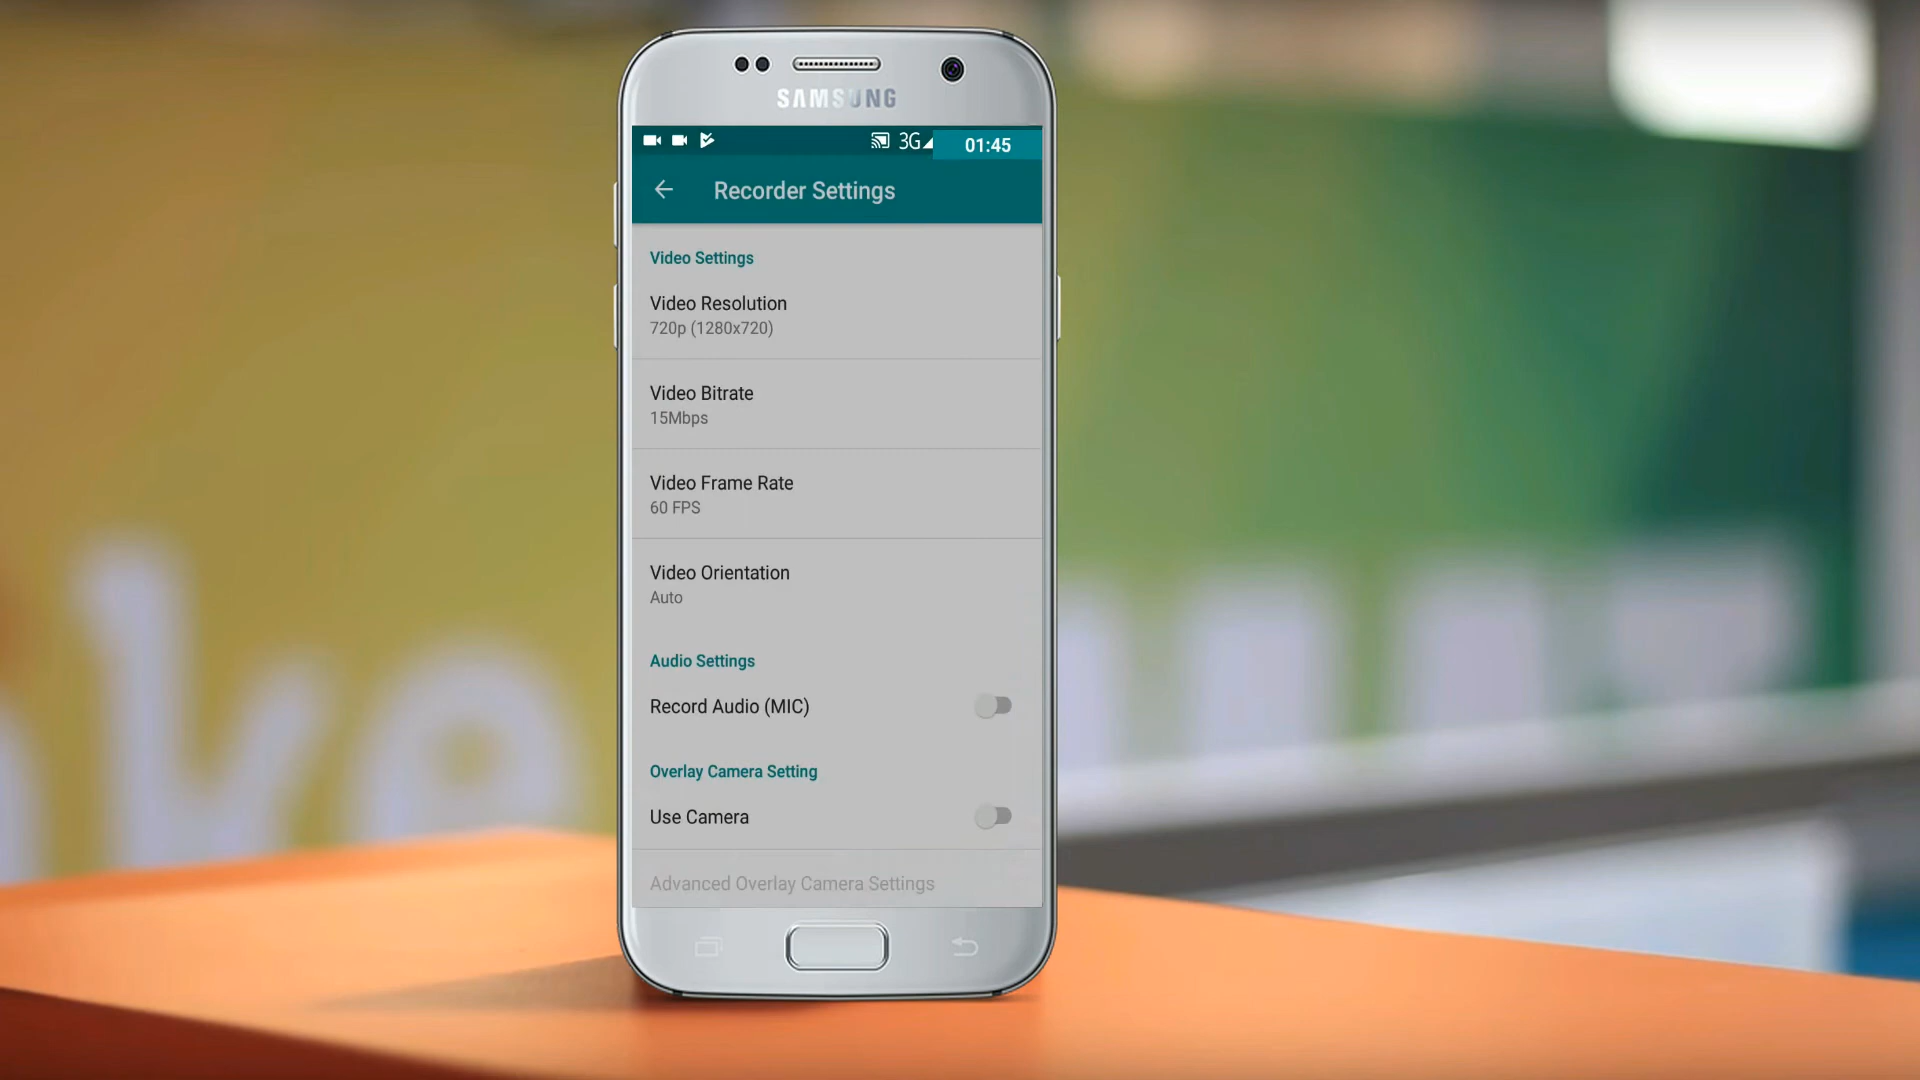 SAMSUNG
3G 01:45
Recorder Settings
Video Settings
Video Resolution
720p (1280x720)
Video Bitrate
15Mbps
Video Frame Rate
60 FPS
Video Orientation
Auto
Audio Settings
Record Audio (MIC)
Overlay Camera Setting
Use Camera
Advanced Overlay Camera Settings
ke